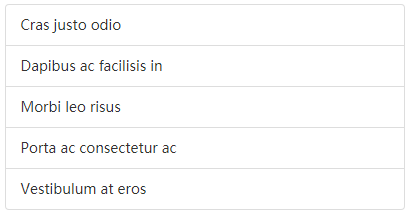 Cras justo odio
Dapibus ac facilisis in
Morbi leo risus
Porta ac consectetur ac
Vestibulum at eros